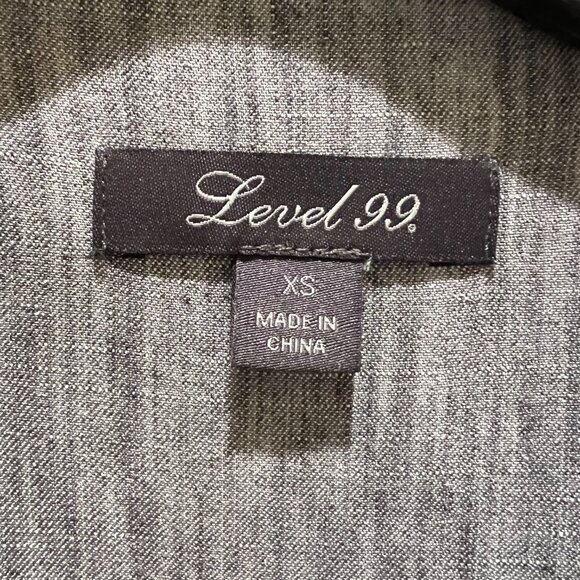 Level 99.
XS
MADE IN
CHINA